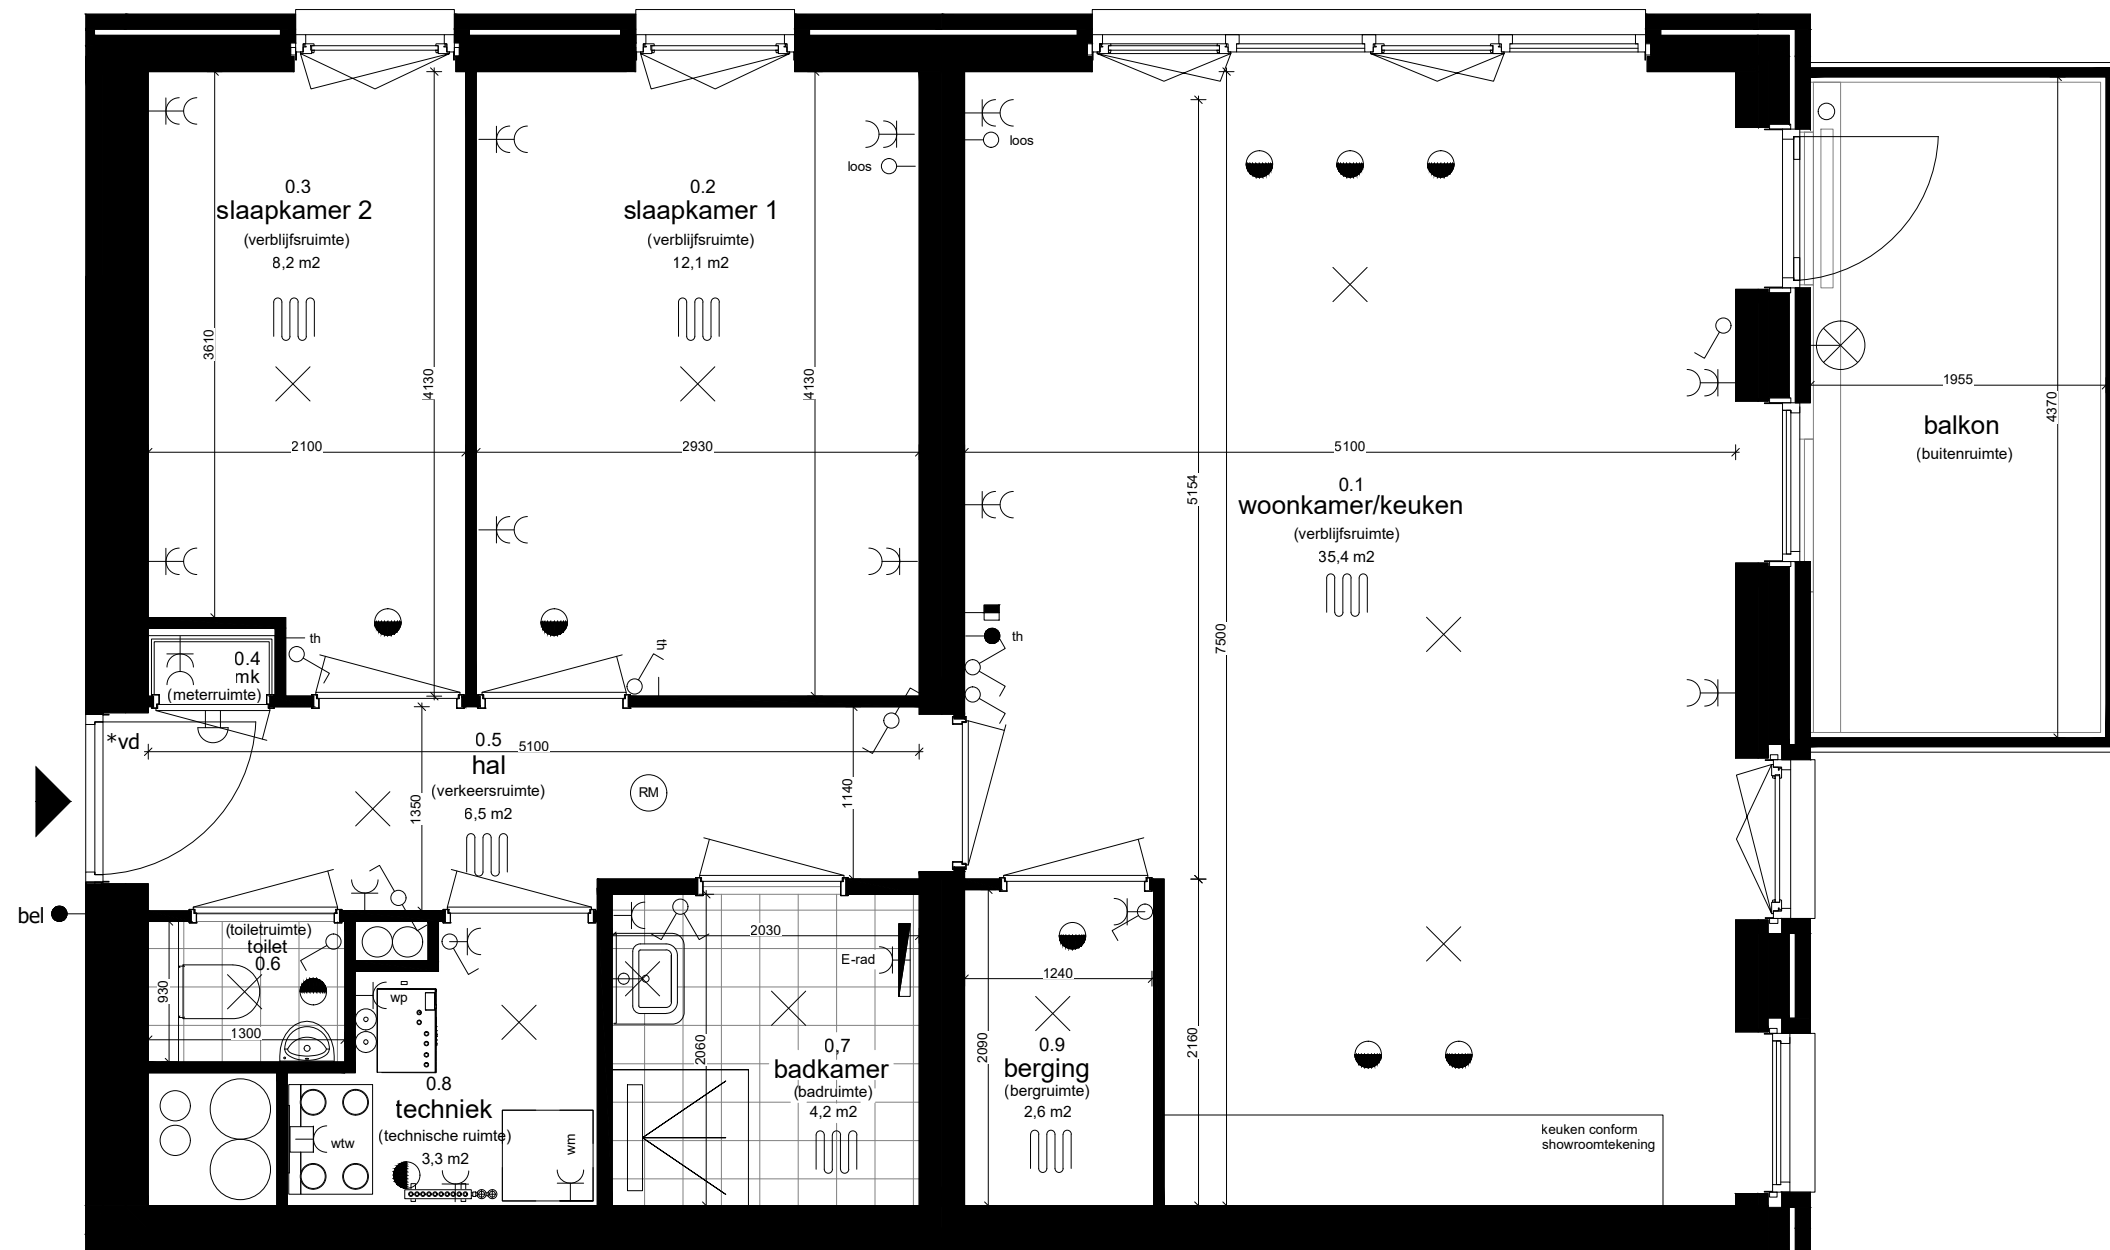 loos
loos
0.3
slaapkamer 2
(verblijfsruimte)
8,2 m2
0.2
slaapkamer 1
(verblijfsruimte)
12,1 m2
3610
4130
4130
2100
2930
5100
1955
4370
balkon
(buitenruimte)
5154
0.1
woonkamer/keuken
(verblijfsruimte)
35,4 m2
7500
th
th
th
0.4
mk
(meterruimte)
*vd
0.5
5100
hal
(verkeersruimte)
6,5 m2
1350
RM
1140
bel
(toiletruimte)
toilet
0.6
930
1300
wp
2030
E-rad
2060
0,7
badkamer
(badruimte)
4,2 m2
1240
2090
0.9
berging
(bergruimte)
2,6 m2
2160
0.8
techniek
(technische ruimte)
3,3 m2
wtw
wm
keuken conform
showroomtekening